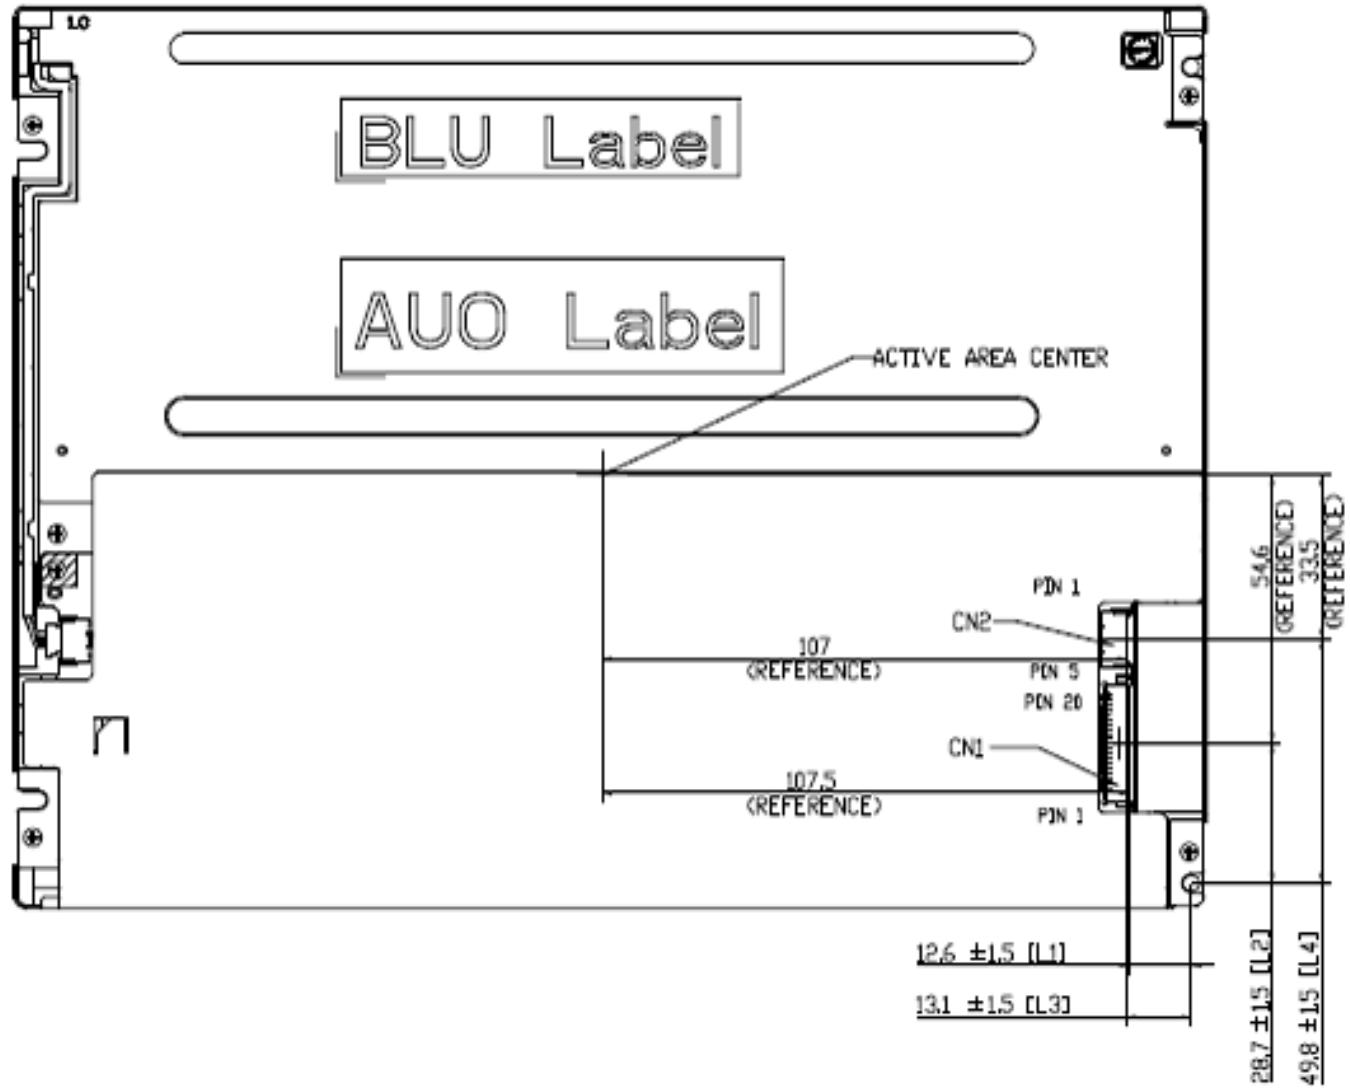 1.0
BLU Label
AUO Label
ACTIVE AREA CENTER
54.6
(REFERENCE)
33.5
(REFERENCE)
PIN 1
CN2
107
(REFERENCE)
PIN 5
PIN 20
CN1
107.5
(REFERENCE)
PIN 1
12.6 ±1.5 [L1]
13.1 ±1.5 [L3]
28.7 ±1.5 [L2]
49.8 ±1.5 [L4]